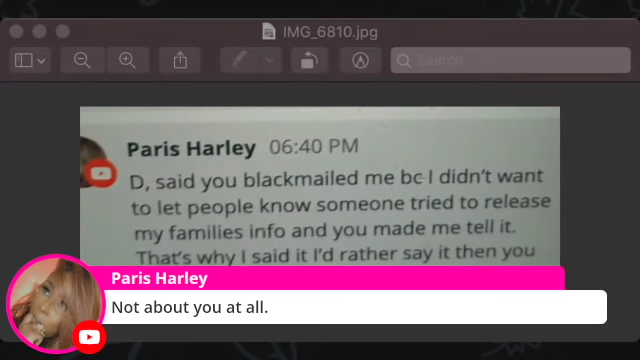 IMG_6810.jpg
Search
Paris Harley 06:40 PM
D, said you blackmailed me bc I didn't want
to let people know someone tried to release
my families info and you made me tell it.
That's why I said it I'd rather say it then you
Paris Harley
Not about you at all.